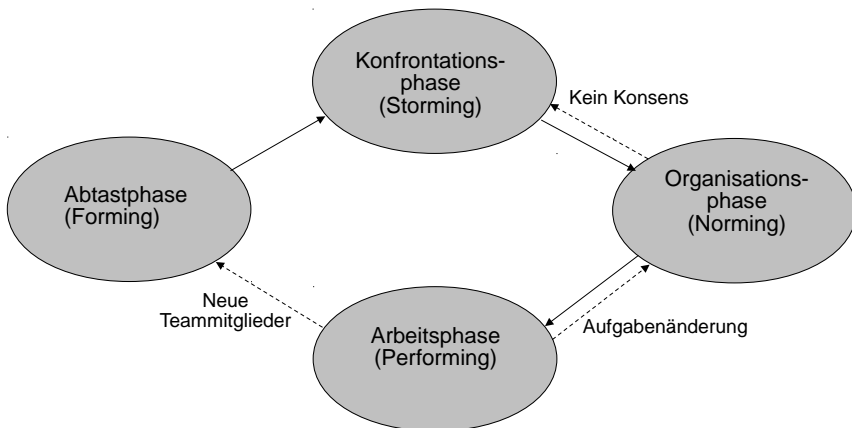 Konfrontations-
phase
(Storming)
Kein Konsens
Abtastphase
(Forming)
Organisations-
phase
(Norming)
Neue
Teammitglieder
Arbeitsphase
(Performing)
Aufgabenänderung